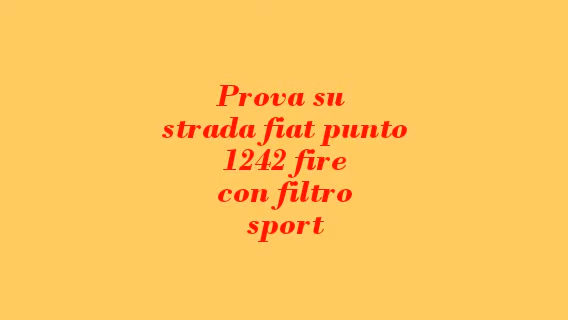 Prova su
strada fiat punto
1242 fire
con filtro
sport